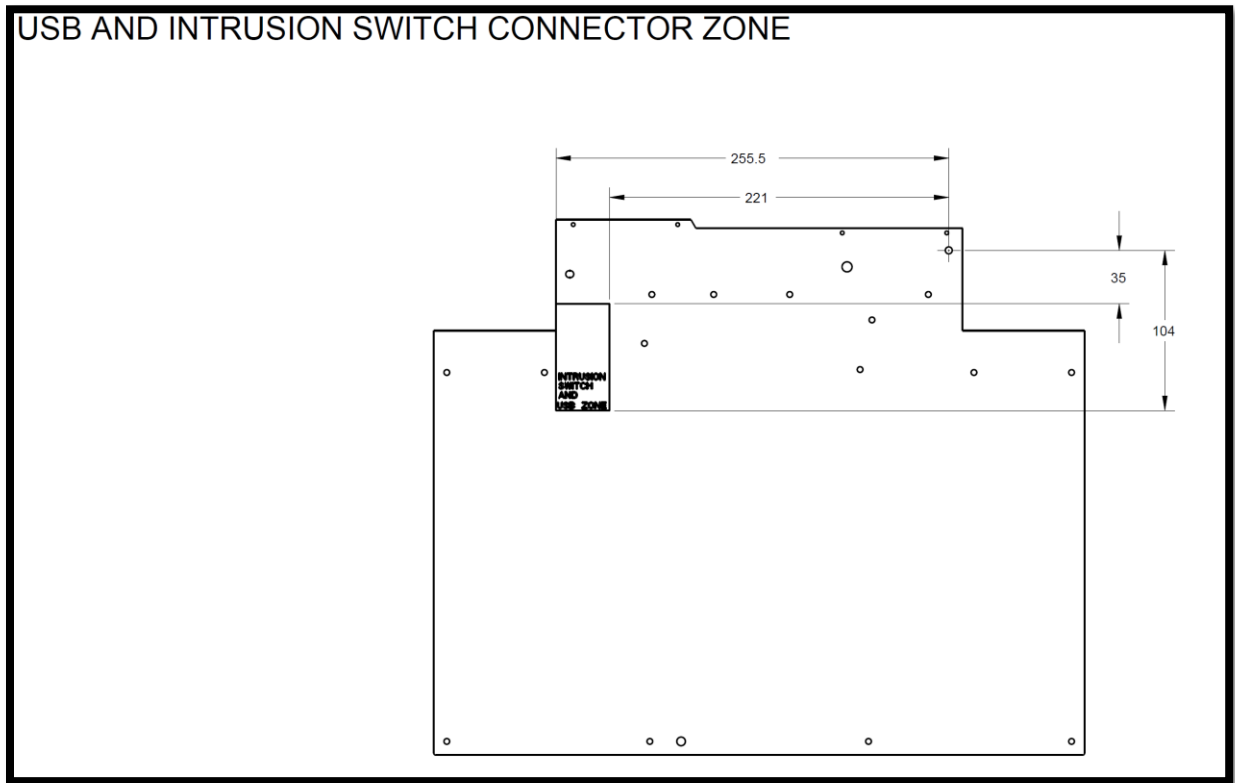 USB AND INTRUSION SWITCH CONNECTOR ZONE
255.5
221
35
104
INTRUSION
SWITCH
AND
USB ZONE